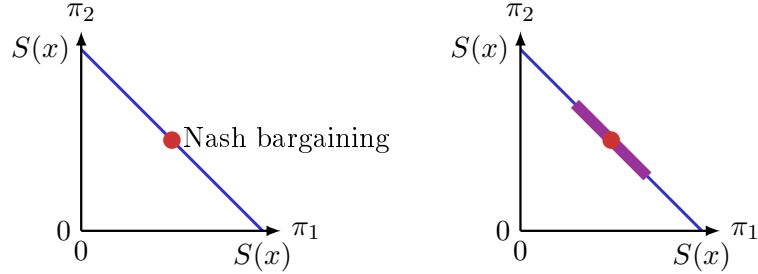 π₂
S(x)
Nash bargaining
0
π₁
0
S(x)
π₂
S(x)
0
π₁
0
S(x)